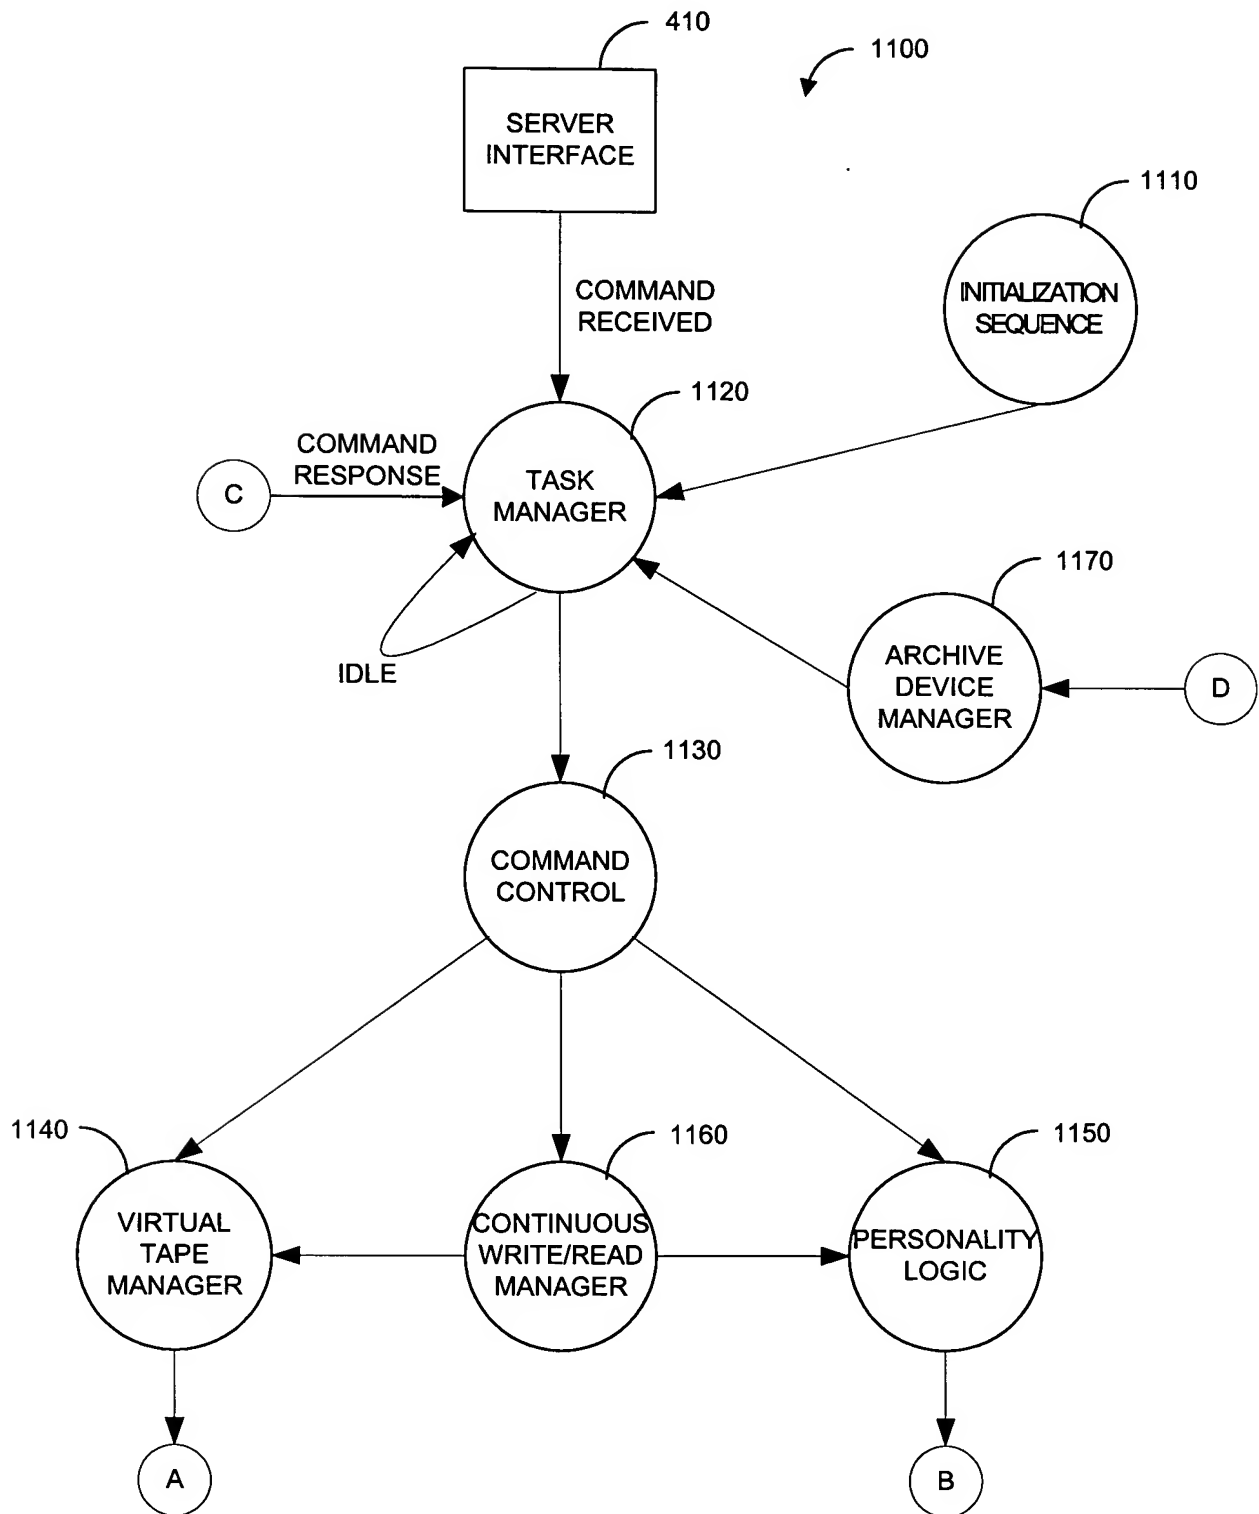 410
1100
SERVER
INTERFACE
1110
INITIALIZATION
SEQUENCE
COMMAND
RECEIVED
1120
COMMAND
RESPONSE
C
TASK
MANAGER
1170
IDLE
ARCHIVE
DEVICE
MANAGER
D
1130
COMMAND
CONTROL
1140
1160
1150
VIRTUAL
TAPE
MANAGER
CONTINUOUS
WRITE/READ
MANAGER
PERSONALITY
LOGIC
A
B